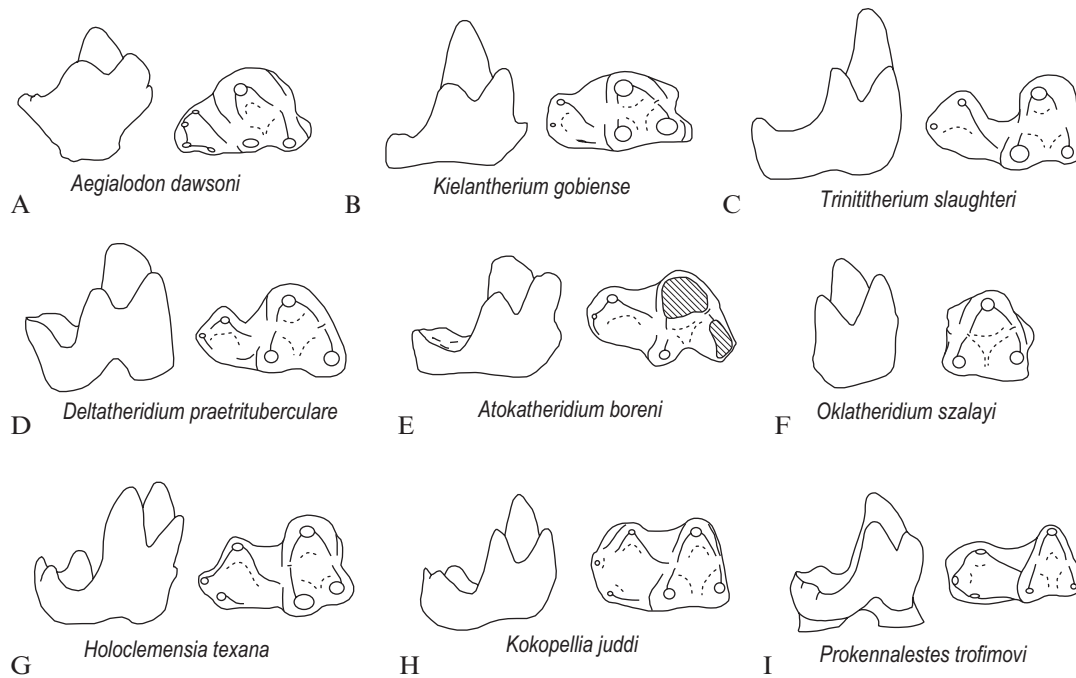 A Aegialodon dawsoni
B Kielantherium gobiense
C Trinititherium slaughteri
D Deltatheridium praetrituberculare
E Atokatheridium boreni
F Oklatheridium szalayi
G Holoclemensia texana
H Kokopellia juddi
I Prokennalestes trofimovi